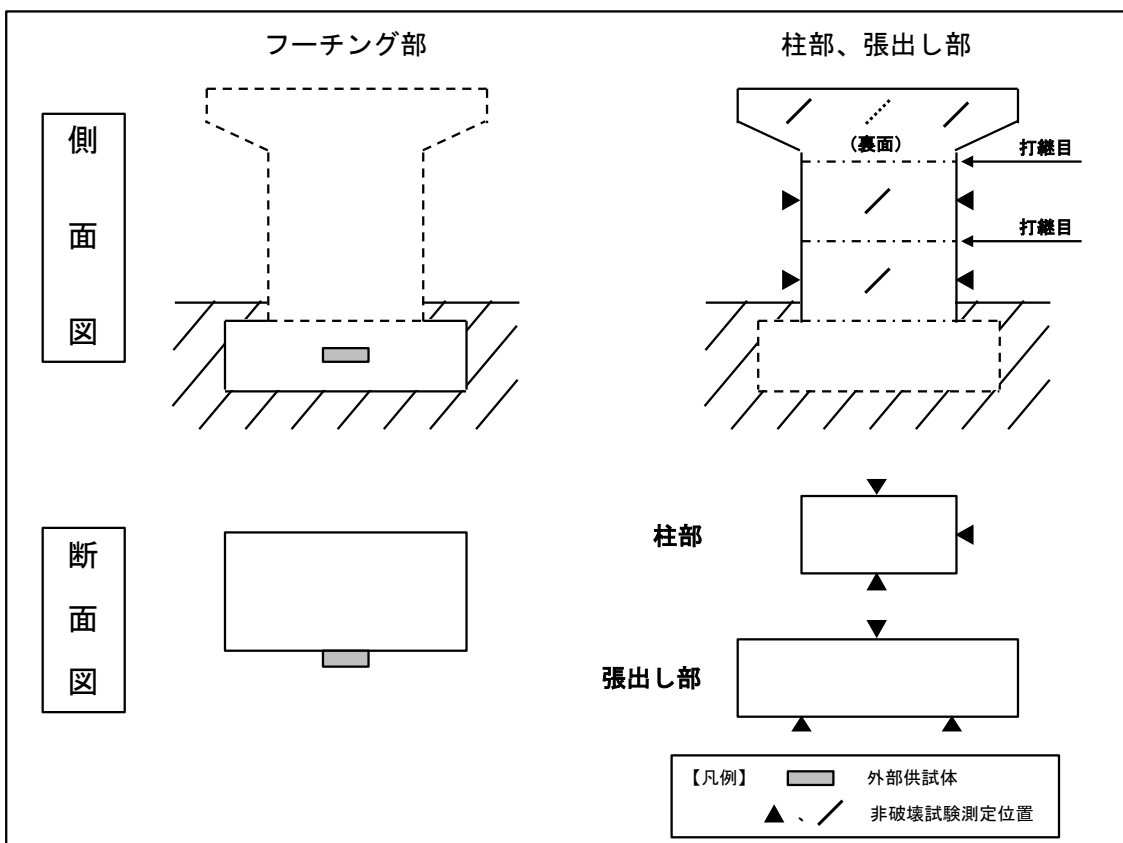 フーチング部
柱部、張出し部
側面図
(裏面)
打継目
打継目
断面図
柱部
張出し部
【凡例】 外部供試体
▲、／ 非破壊試験測定位置